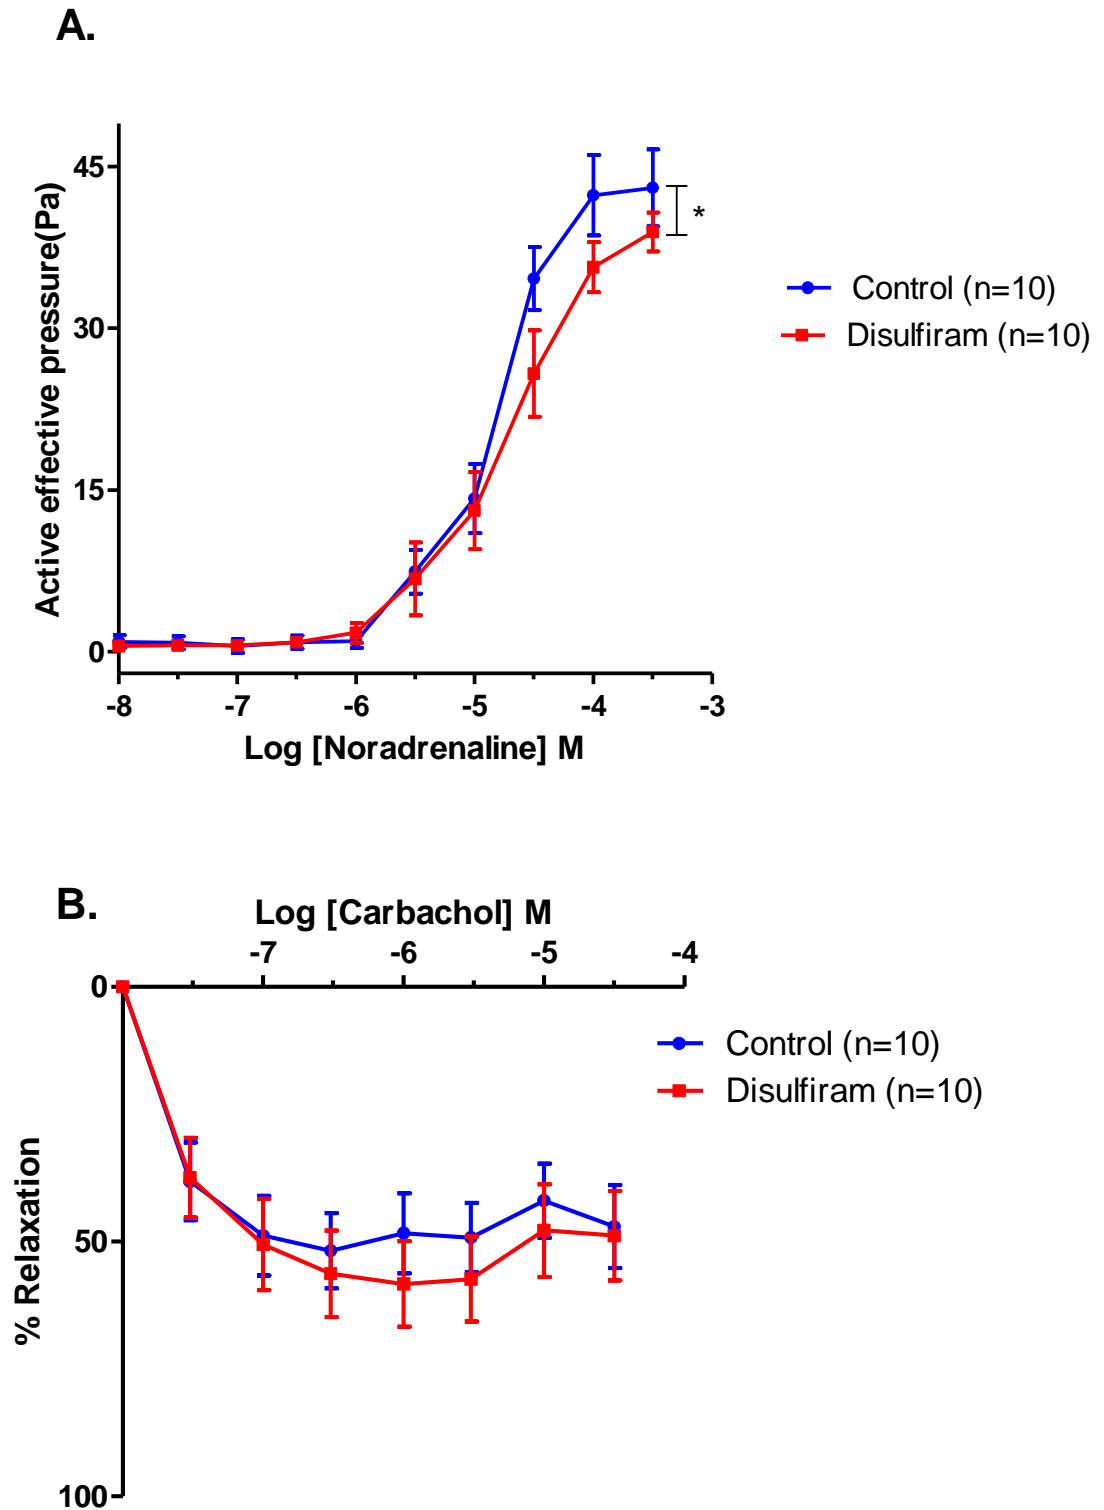 A.
Active effective pressure(Pa)
45
30
15
0
-8 -7 -6 -5 -4 -3
Log [Noradrenaline] M
*
Control (n=10)
Disulfiram (n=10)
B.
Log [Carbachol] M
-7 -6 -5 -4
% Relaxation
0
50
100
Control (n=10)
Disulfiram (n=10)